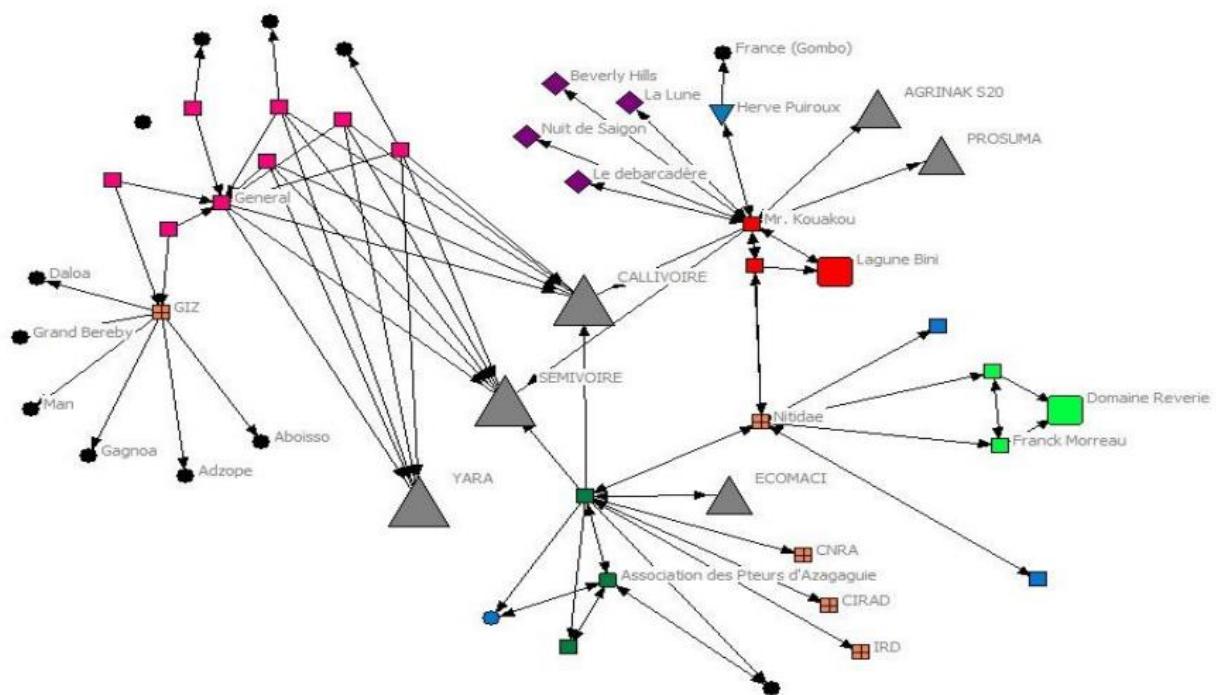 France (Gombo)
Beverly Hills
La Lune
Herve Puiroux
AGRINAK S20
Nuit de Saigon
PROSUMA
Le debarcadère
General
Mr. Kouakou
Lagune Bini
CALLIVOIRE
Daloa
GIZ
Grand Bereby
SEMIVOIRE
Man
Nitidae
Domaine Reverie
Franck Morreau
Gagnoa
Aboisso
Adzope
YARA
ECOMACI
CNRA
Association des Pteurs d'Azagaguie
CIRAD
IRD